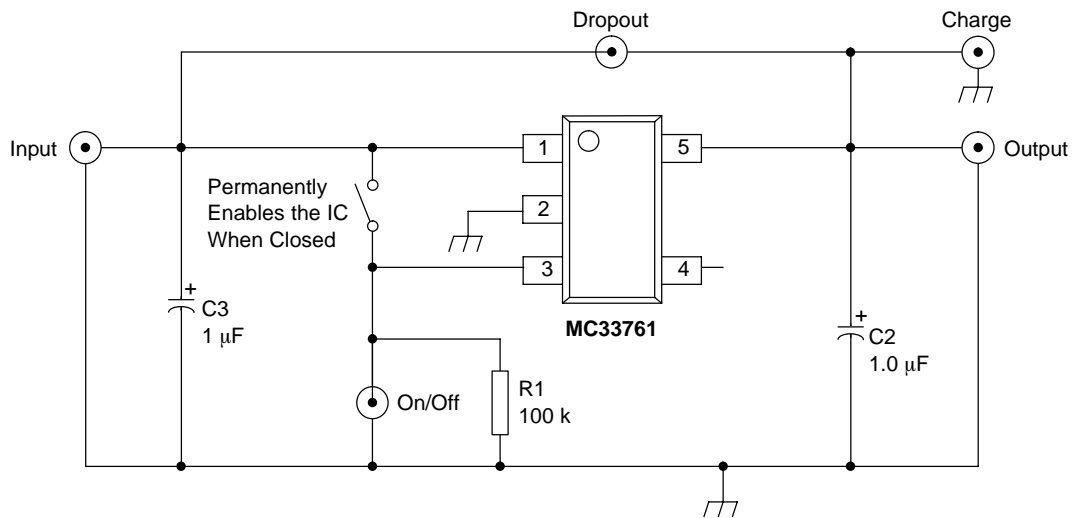 Dropout
Charge
Input
1
5
Output
Permanently
Enables the IC
When Closed
2
3
4
+
C3
1 μF
MC33761
+
C2
1.0 μF
On/Off
R1
100 k